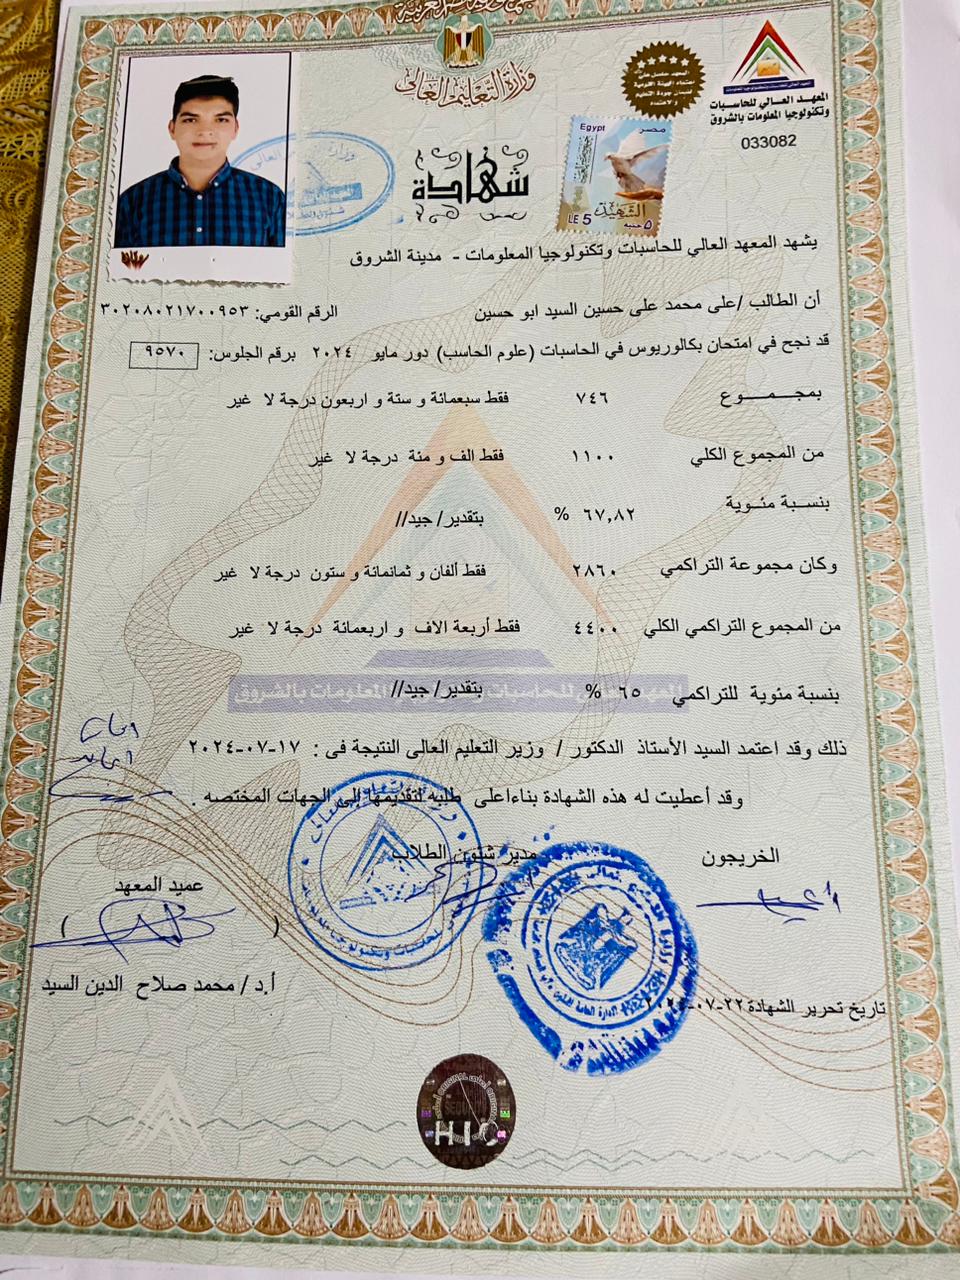 وزارة التعليم العالى
المعهد حاصل على
المعهد العالي للحاسبات
وتكنولوجيا المعلومات بالشروق
033082
Egypt مصر
الشهيد
LE 5
٥ جنيه
شهادة
يشهد المعهد العالي للحاسبات وتكنولوجيا المعلومات - مدينة الشروق
أن الطالب /على محمد على حسين السيد ابو حسين الرقم القومي: ٣٠٢٠٨٠٢١٧٠٠٩٥٣
قد نجح في امتحان بكالوريوس في الحاسبات (علوم الحاسب) دور مايو ٢٠٢٤ برقم الجلوس: ٩٥٧٠
بمجمـــــوع ٧٤٦ فقط سبعمائة و ستة و اربعون درجة لا غير
من المجموع الكلي ١١٠٠ فقط الف و مئة درجة لا غير
بنسبة مئوية ٦٧,٨٢ % بتقدير/ جيد//
وكان مجموعة التراكمي ٢٨٦٠ فقط ألفان و ثمانمائة و ستون درجة لا غير
من المجموع التراكمي الكلي ٤٤٠٠ فقط أربعة الاف و اربعمائة درجة لا غير
بنسبة مئوية للتراكمي ٦٥ % بتقدير/ جيد//
ذلك وقد اعتمد السيد الأستاذ الدكتور / وزير التعليم العالى النتيجة فى : ١٧-٠٧-٢٠٢٤
وقد أعطيت له هذه الشهادة بناءاعلى طلبه لتقديمها إلى الجهات المختصه .
الخريجون مدير شئون الطلاب عميد المعهد
أ.د / محمد صلاح الدين السيد
تاريخ تحرير الشهادة ٢٢-٠٧-
HIC